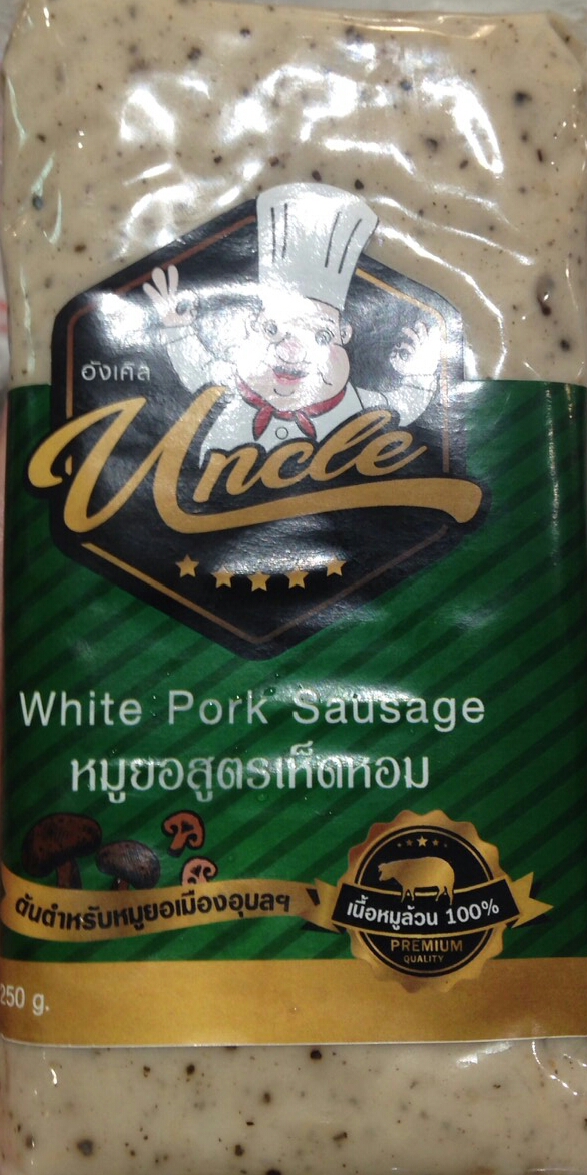 อังเคิล
Uncle
White Pork Sausage
หมูยอสูตรเห็ดหอม
ต้นตำหรับหมูยอเมืองอุบลฯ
เนื้อหมูล้วน 100%
PREMIUM
QUALITY
250 g.